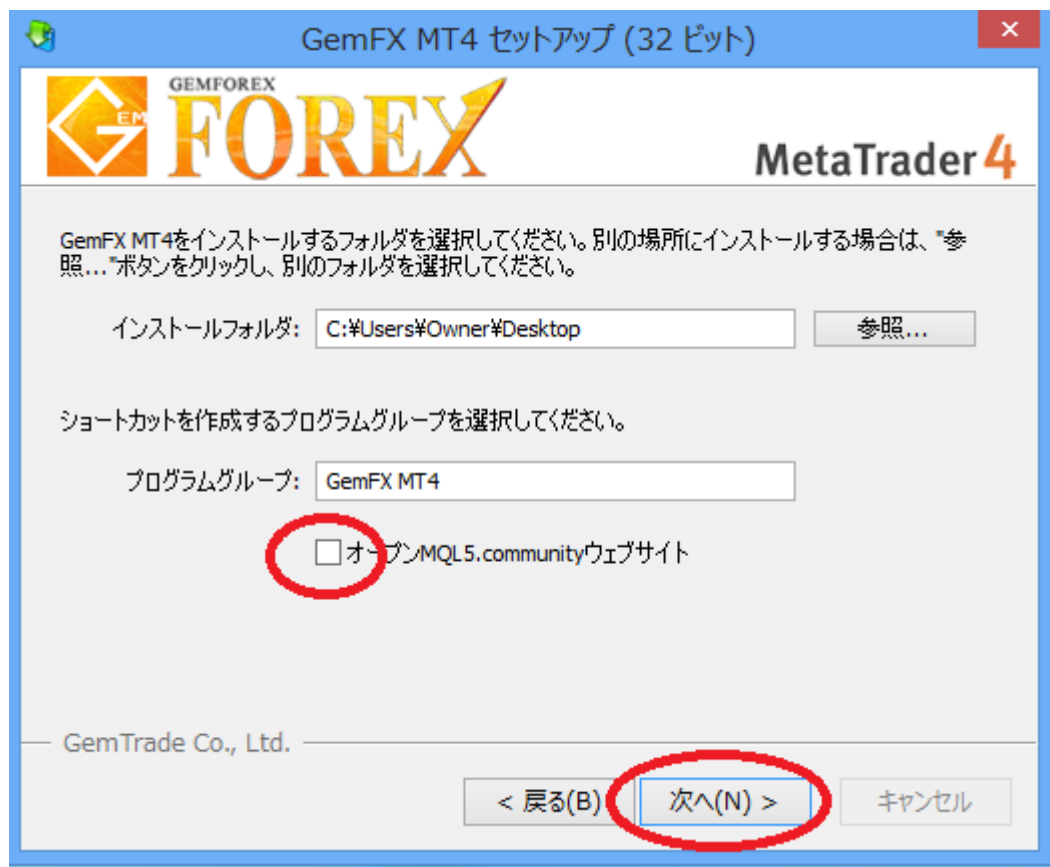 GemFX MT4 セットアップ (32 ビット)
GEMFOREX
GEM
FOREX
MetaTrader 4
GemFX MT4をインストールするフォルダを選択してください。別の場所にインストールする場合は、"参
照..."ボタンをクリックし、別のフォルダを選択してください。
インストールフォルダ: C:¥Users¥Owner¥Desktop 参照...
ショートカットを作成するプログラムグループを選択してください。
プログラムグループ: GemFX MT4
オープンMQL5.communityウェブサイト
GemTrade Co., Ltd.
< 戻る(B) 次へ(N) > キャンセル